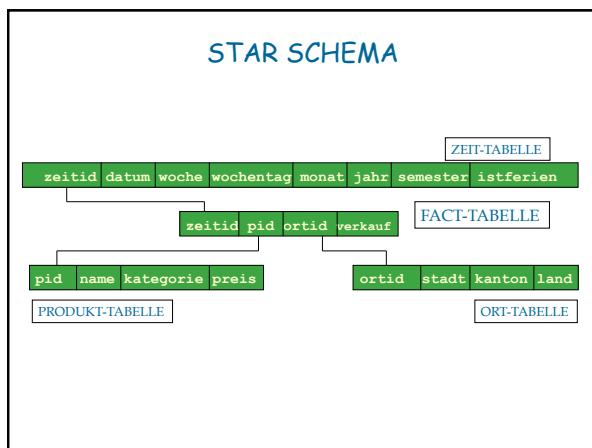 STAR SCHEMA
ZEIT-TABELLE
zeitid datum woche wochentag monat jahr semester istferien
FACT-TABELLE
zeitid pid ortid verkauf
pid name kategorie preis
ortid stadt kanton land
PRODUKT-TABELLE
ORT-TABELLE